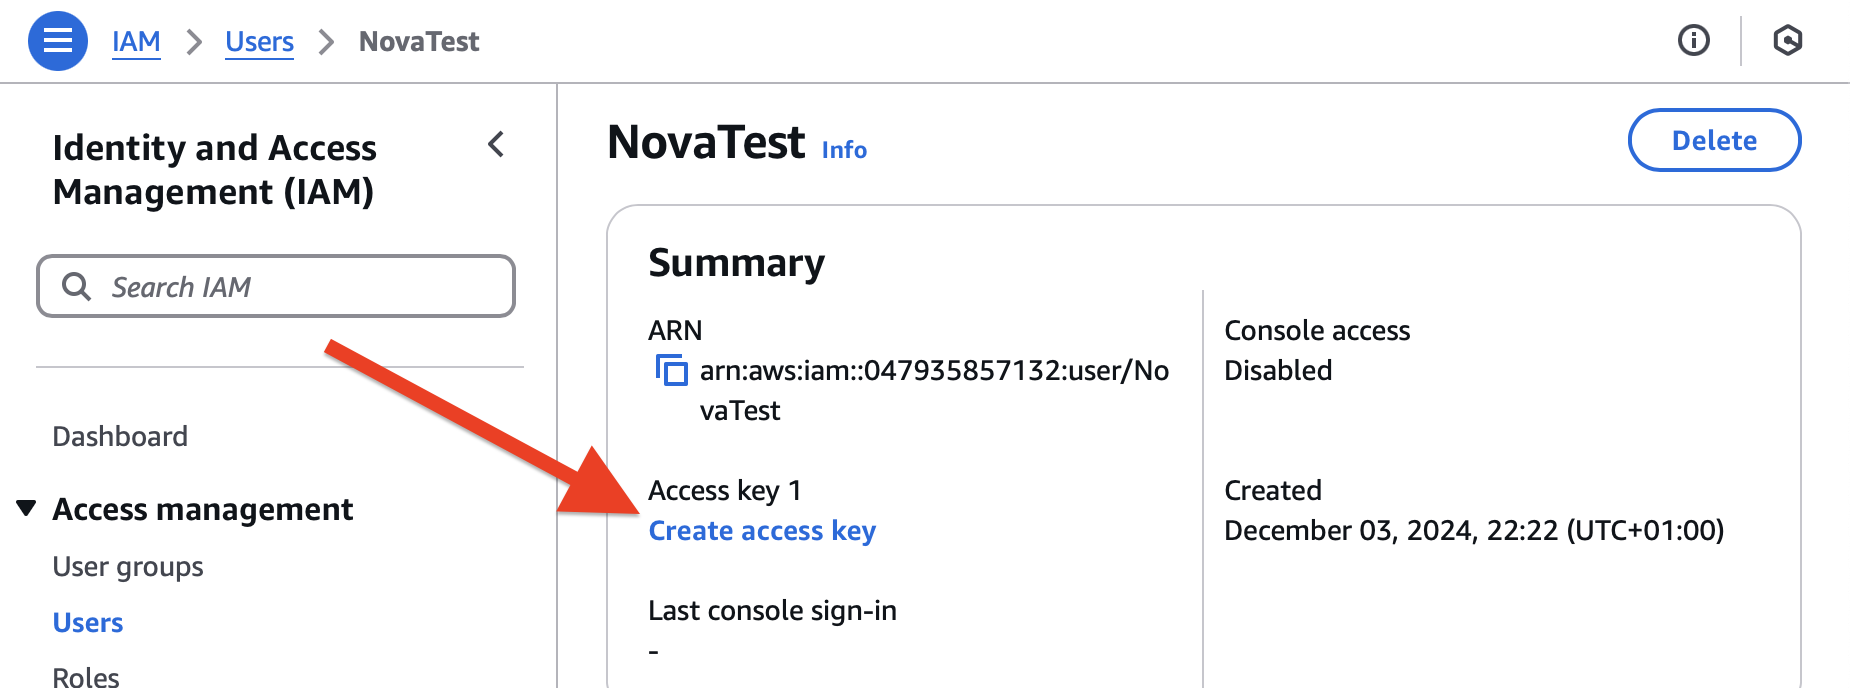 IAM > Users > NovaTest
Identity and Access
Management (IAM)
Search IAM
Dashboard
Access management
User groups
Users
Roles
NovaTest Info
Delete
Summary
ARN
arn:aws:iam::047935857132:user/No
vaTest
Access key 1
Create access key
Last console sign-in
-
Console access
Disabled
Created
December 03, 2024, 22:22 (UTC+01:00)